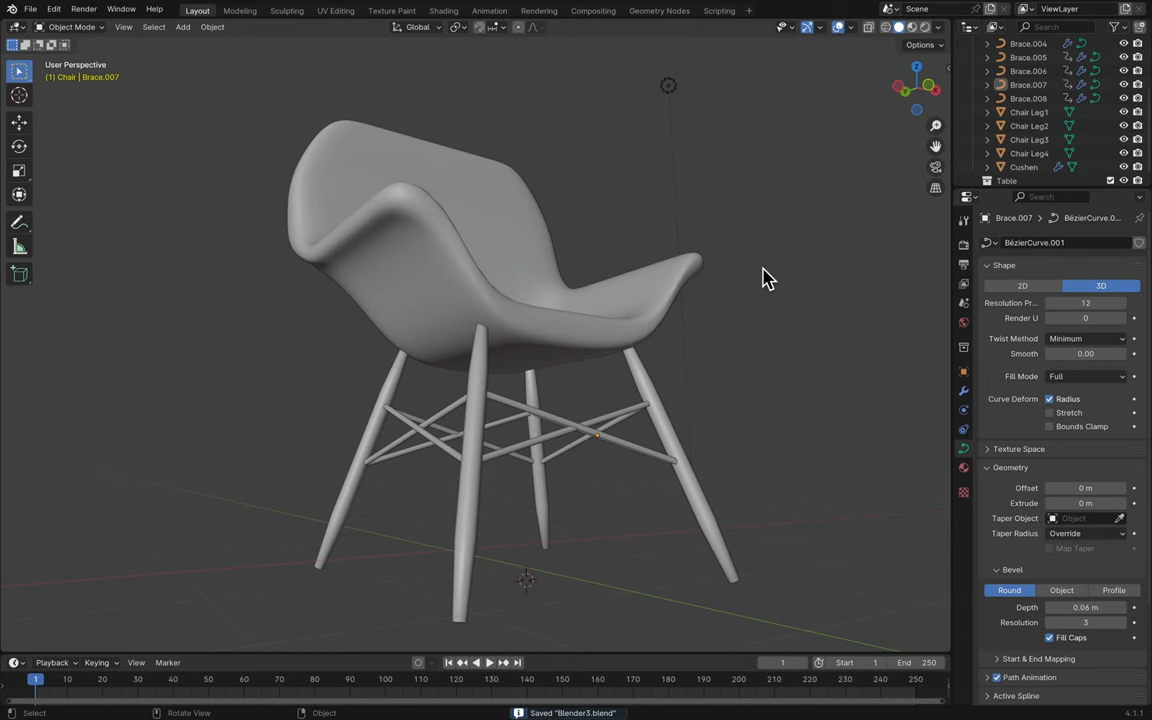 File Edit Render Window Help Layout Modeling Sculpting UV Editing Texture Paint Shading Animation Rendering Compositing Geometry Nodes Scripting Scene ViewLayer
Object Mode View Select Add Object Global Search
Options
User Perspective
(1) Chair | Brace.007
Z
Y
X
Brace.004
Brace.005
Brace.006
Brace.007
Brace.008
Chair Leg1
Chair Leg2
Chair Leg3
Chair Leg4
Cushen
Table
Search
Brace.007 BézierCurve.0...
BézierCurve.001
Shape
2D 3D
Resolution Pr... 12
Render U 0
Twist Method Minimum
Smooth 0.00
Fill Mode Full
Curve Deform Radius
Stretch
Bounds Clamp
Texture Space
Geometry
Offset 0 m
Extrude 0 m
Taper Object Object
Taper Radius Override
Map Taper
Bevel
Round Object Profile
Depth 0.06 m
Resolution 3
Fill Caps
Start & End Mapping
Path Animation
Active Spline
Playback Keying View Marker 1 Start 1 End 250
1 10 20 30 40 50 60 70 80 90 100 110 120 130 140 150 160 170 180 190 200 210 220 230 240 250
Select Rotate View Object Saved "Blender3.blend" 4.1.1